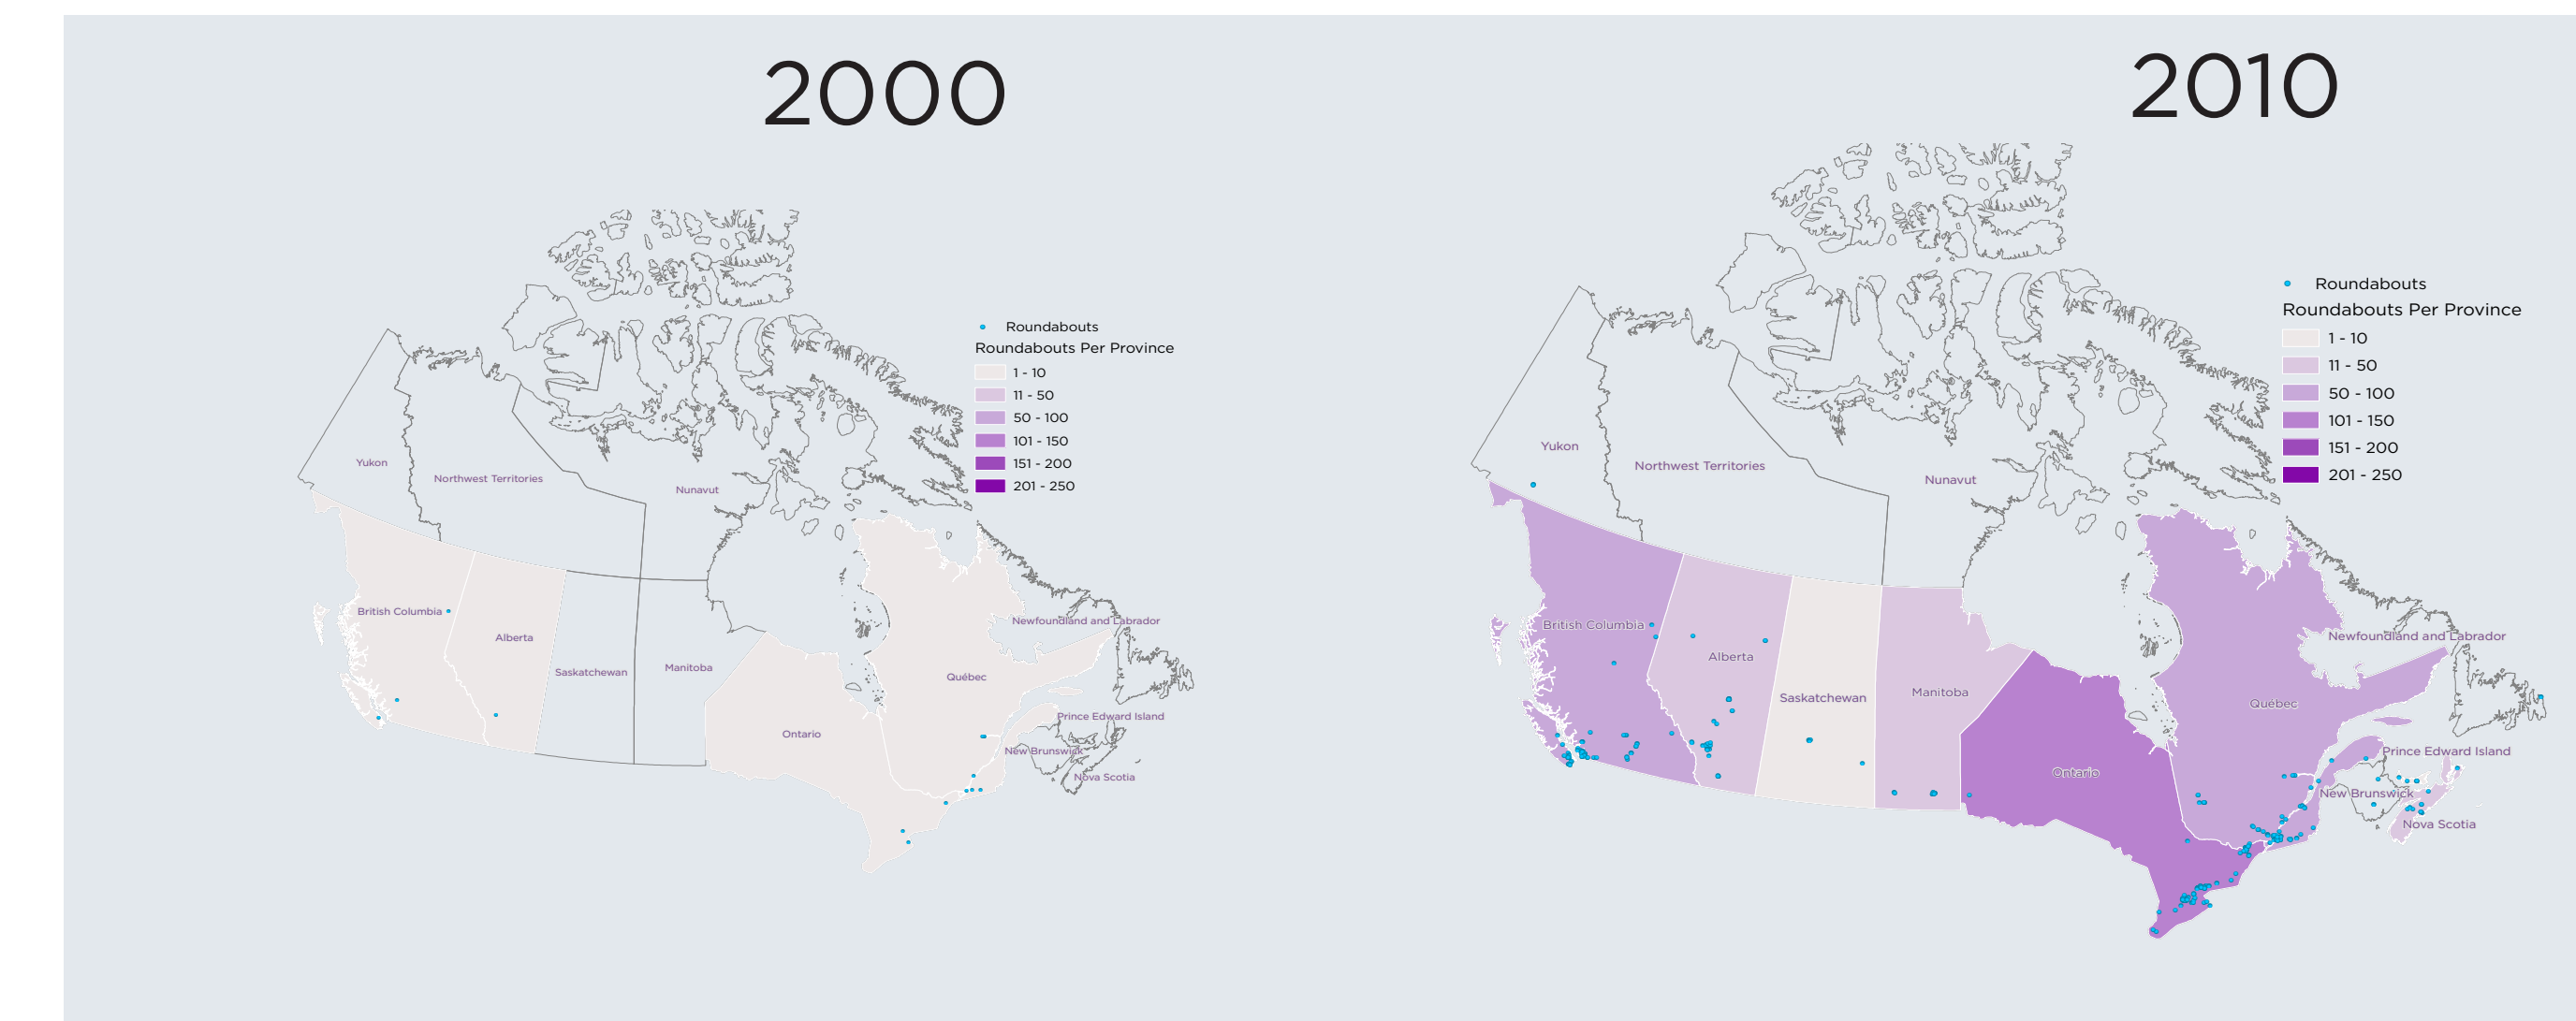 2000
Roundabouts
Roundabouts Per Province
1 - 10
11 - 50
50 - 100
101 - 150
151 - 200
201 - 250
Yukon
Northwest Territories
Nunavut
British Columbia
Alberta
Saskatchewan
Manitoba
Ontario
Québec
Newfoundland and Labrador
Prince Edward Island
New Brunswick
Nova Scotia
2010
Roundabouts
Roundabouts Per Province
1 - 10
11 - 50
50 - 100
101 - 150
151 - 200
201 - 250
Yukon
Northwest Territories
Nunavut
British Columbia
Alberta
Saskatchewan
Manitoba
Ontario
Québec
Newfoundland and Labrador
Prince Edward Island
New Brunswick
Nova Scotia